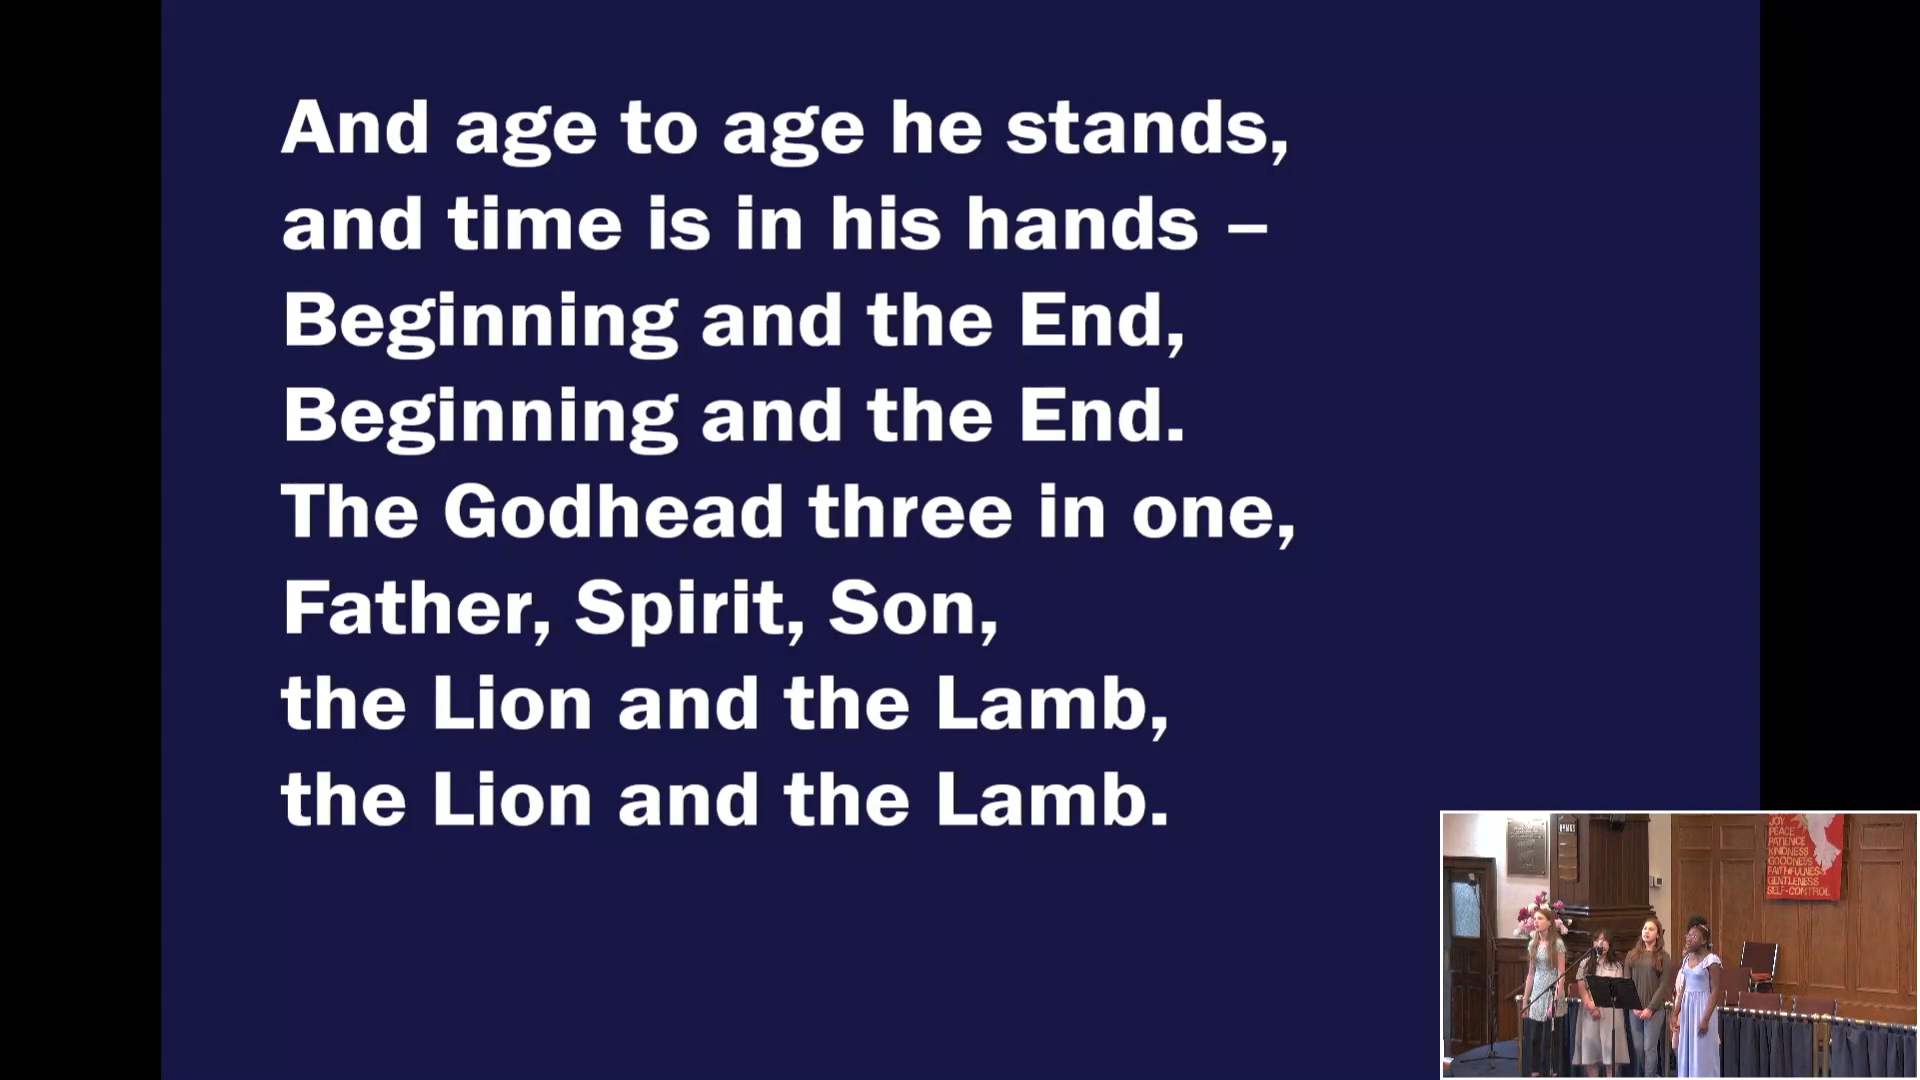 And age to age he stands,
and time is in his hands –
Beginning and the End,
Beginning and the End.
The Godhead three in one,
Father, Spirit, Son,
the Lion and the Lamb,
the Lion and the Lamb.
JOY
PEACE
PATIENCE
KINDNESS
GOODNESS
FAITHFULNESS
GENTLENESS
SELF-CONTROL